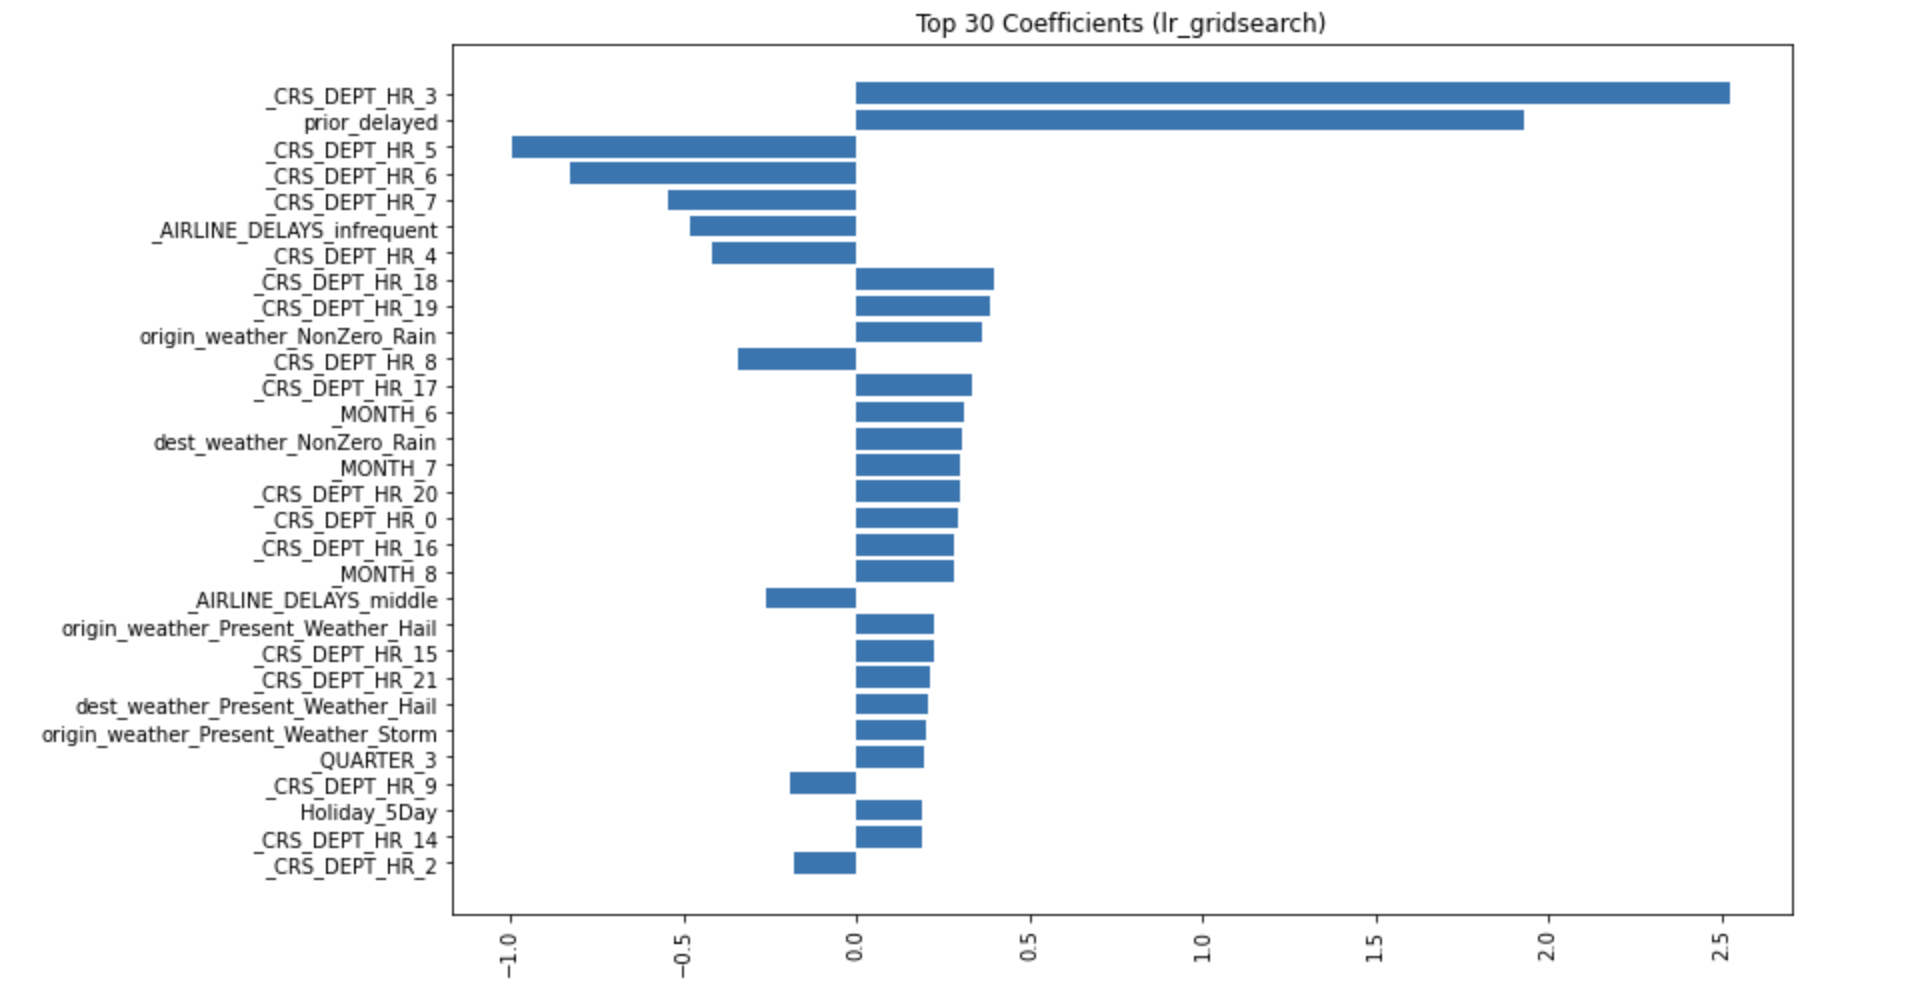 Top 30 Coefficients (lr_gridsearch)
_CRS_DEPT_HR_3
prior_delayed
_CRS_DEPT_HR_5
_CRS_DEPT_HR_6
_CRS_DEPT_HR_7
_AIRLINE_DELAYS_infrequent
_CRS_DEPT_HR_4
_CRS_DEPT_HR_18
_CRS_DEPT_HR_19
origin_weather_NonZero_Rain
_CRS_DEPT_HR_8
_CRS_DEPT_HR_17
_MONTH_6
dest_weather_NonZero_Rain
_MONTH_7
_CRS_DEPT_HR_20
_CRS_DEPT_HR_0
_CRS_DEPT_HR_16
_MONTH_8
_AIRLINE_DELAYS_middle
origin_weather_Present_Weather_Hail
_CRS_DEPT_HR_15
_CRS_DEPT_HR_21
dest_weather_Present_Weather_Hail
origin_weather_Present_Weather_Storm
_QUARTER_3
_CRS_DEPT_HR_9
Holiday_5Day
_CRS_DEPT_HR_14
_CRS_DEPT_HR_2
−1.0
−0.5
0.0
0.5
1.0
1.5
2.0
2.5